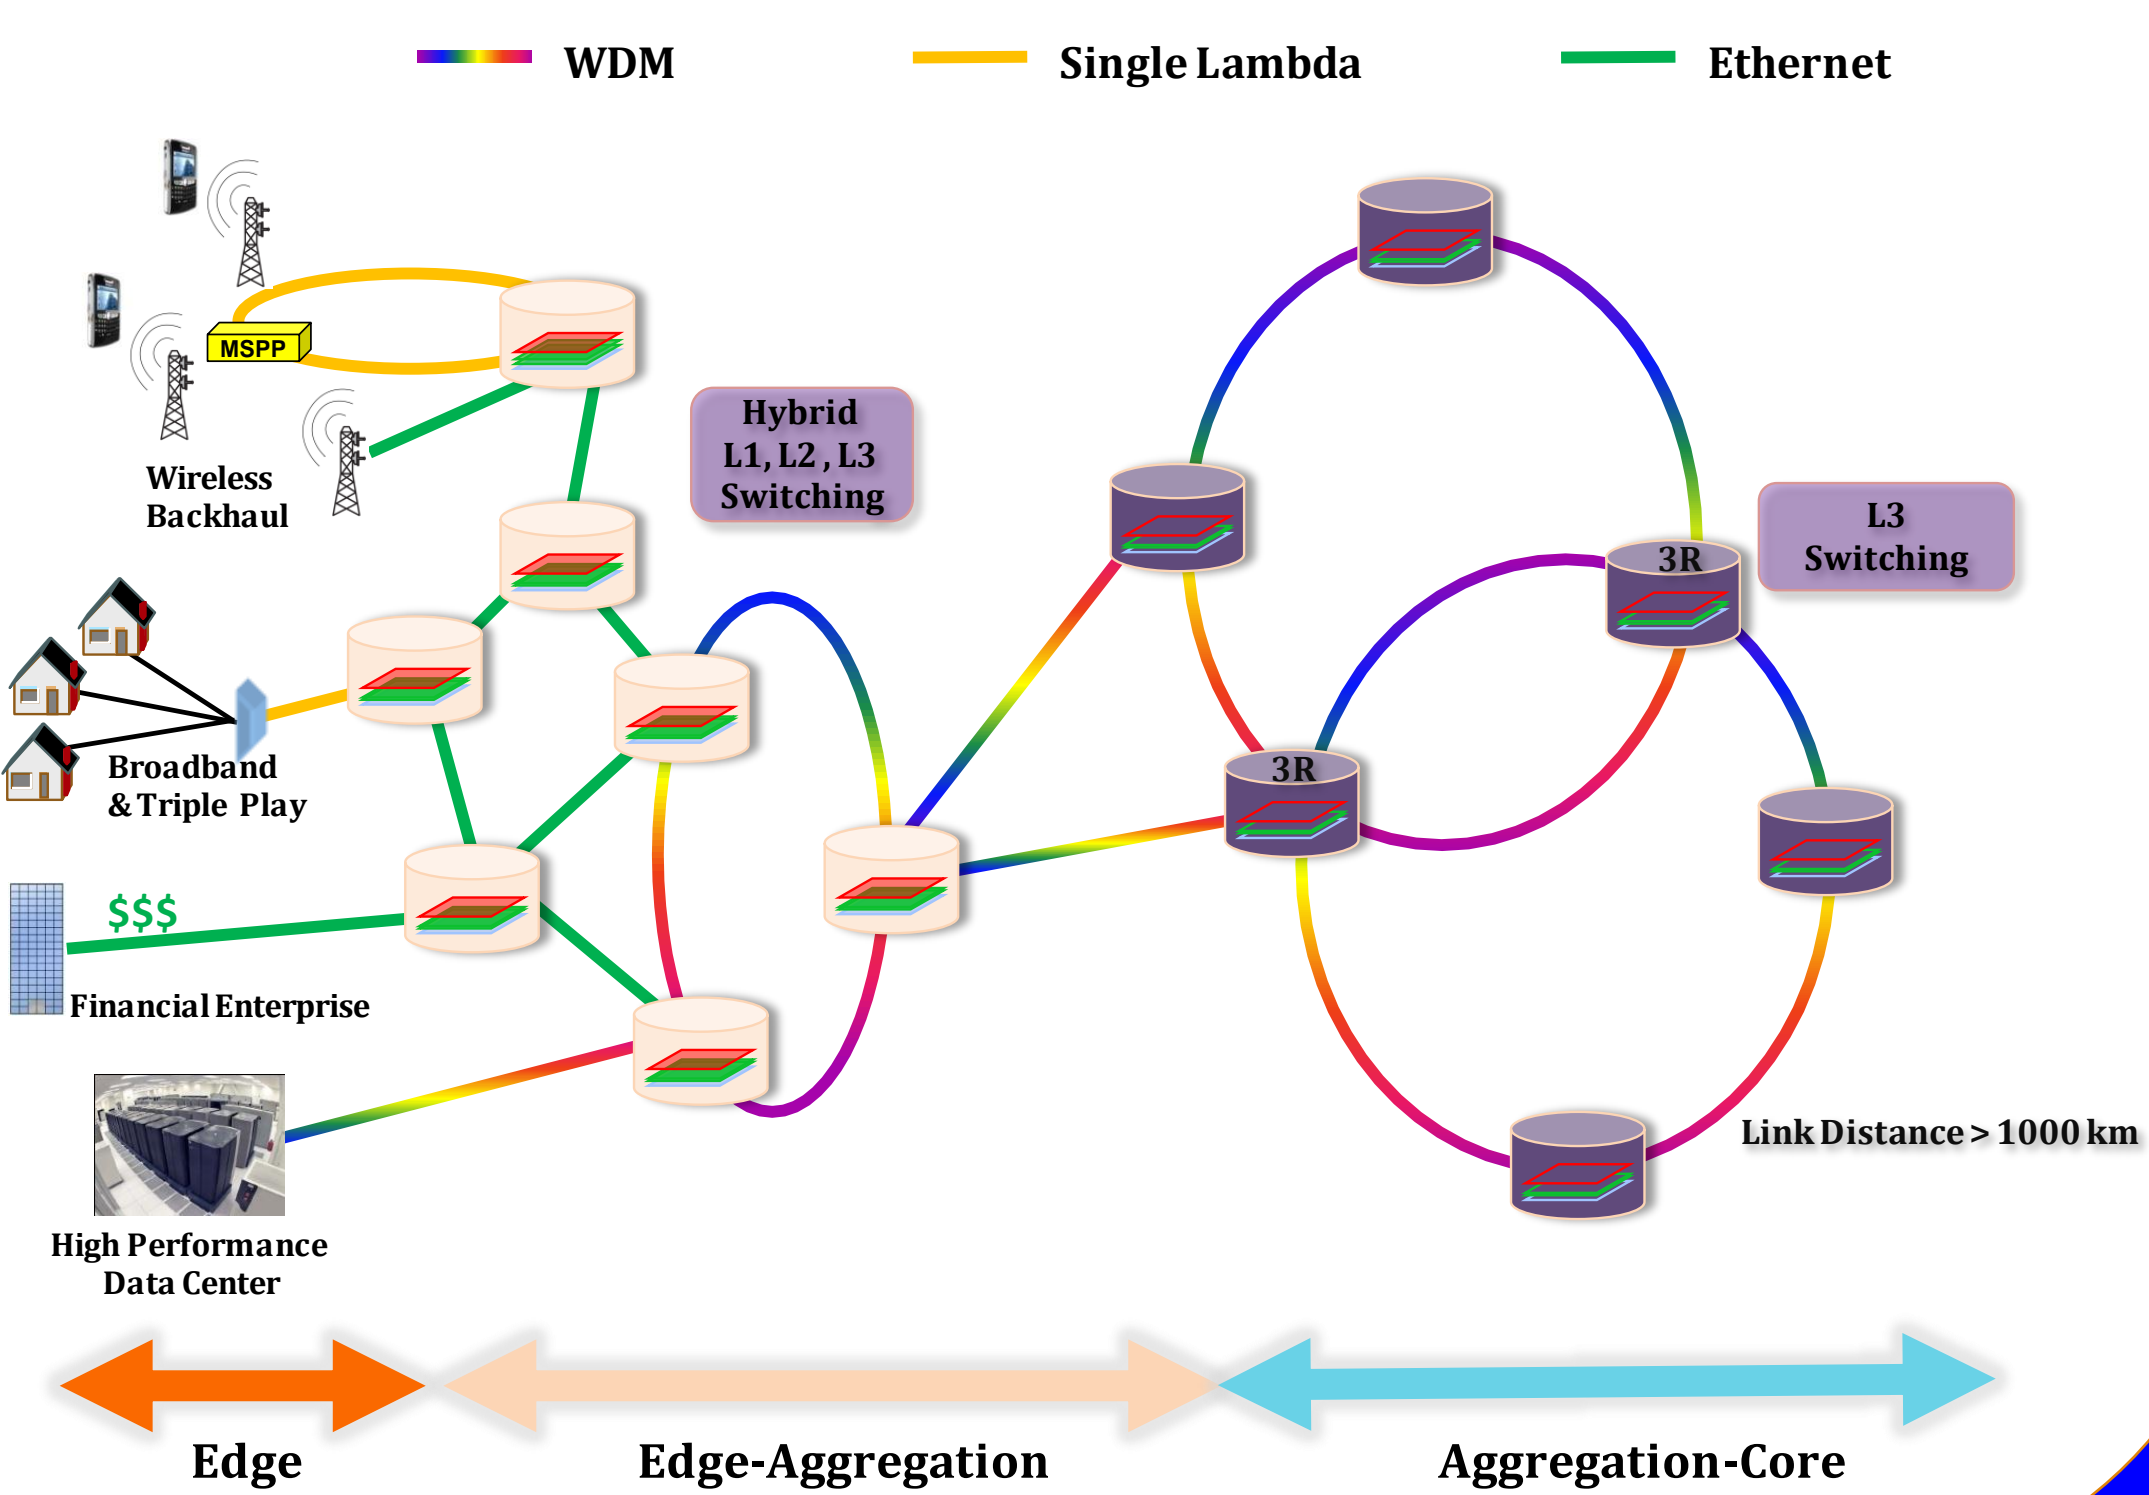 WDM
Single Lambda
Ethernet
MSPP
Wireless
Backhaul
Hybrid
L1, L2 , L3
Switching
L3
Switching
3R
3R
Broadband
& Triple Play
$$$
Financial Enterprise
High Performance
Data Center
Link Distance > 1000 km
Edge
Edge-Aggregation
Aggregation-Core